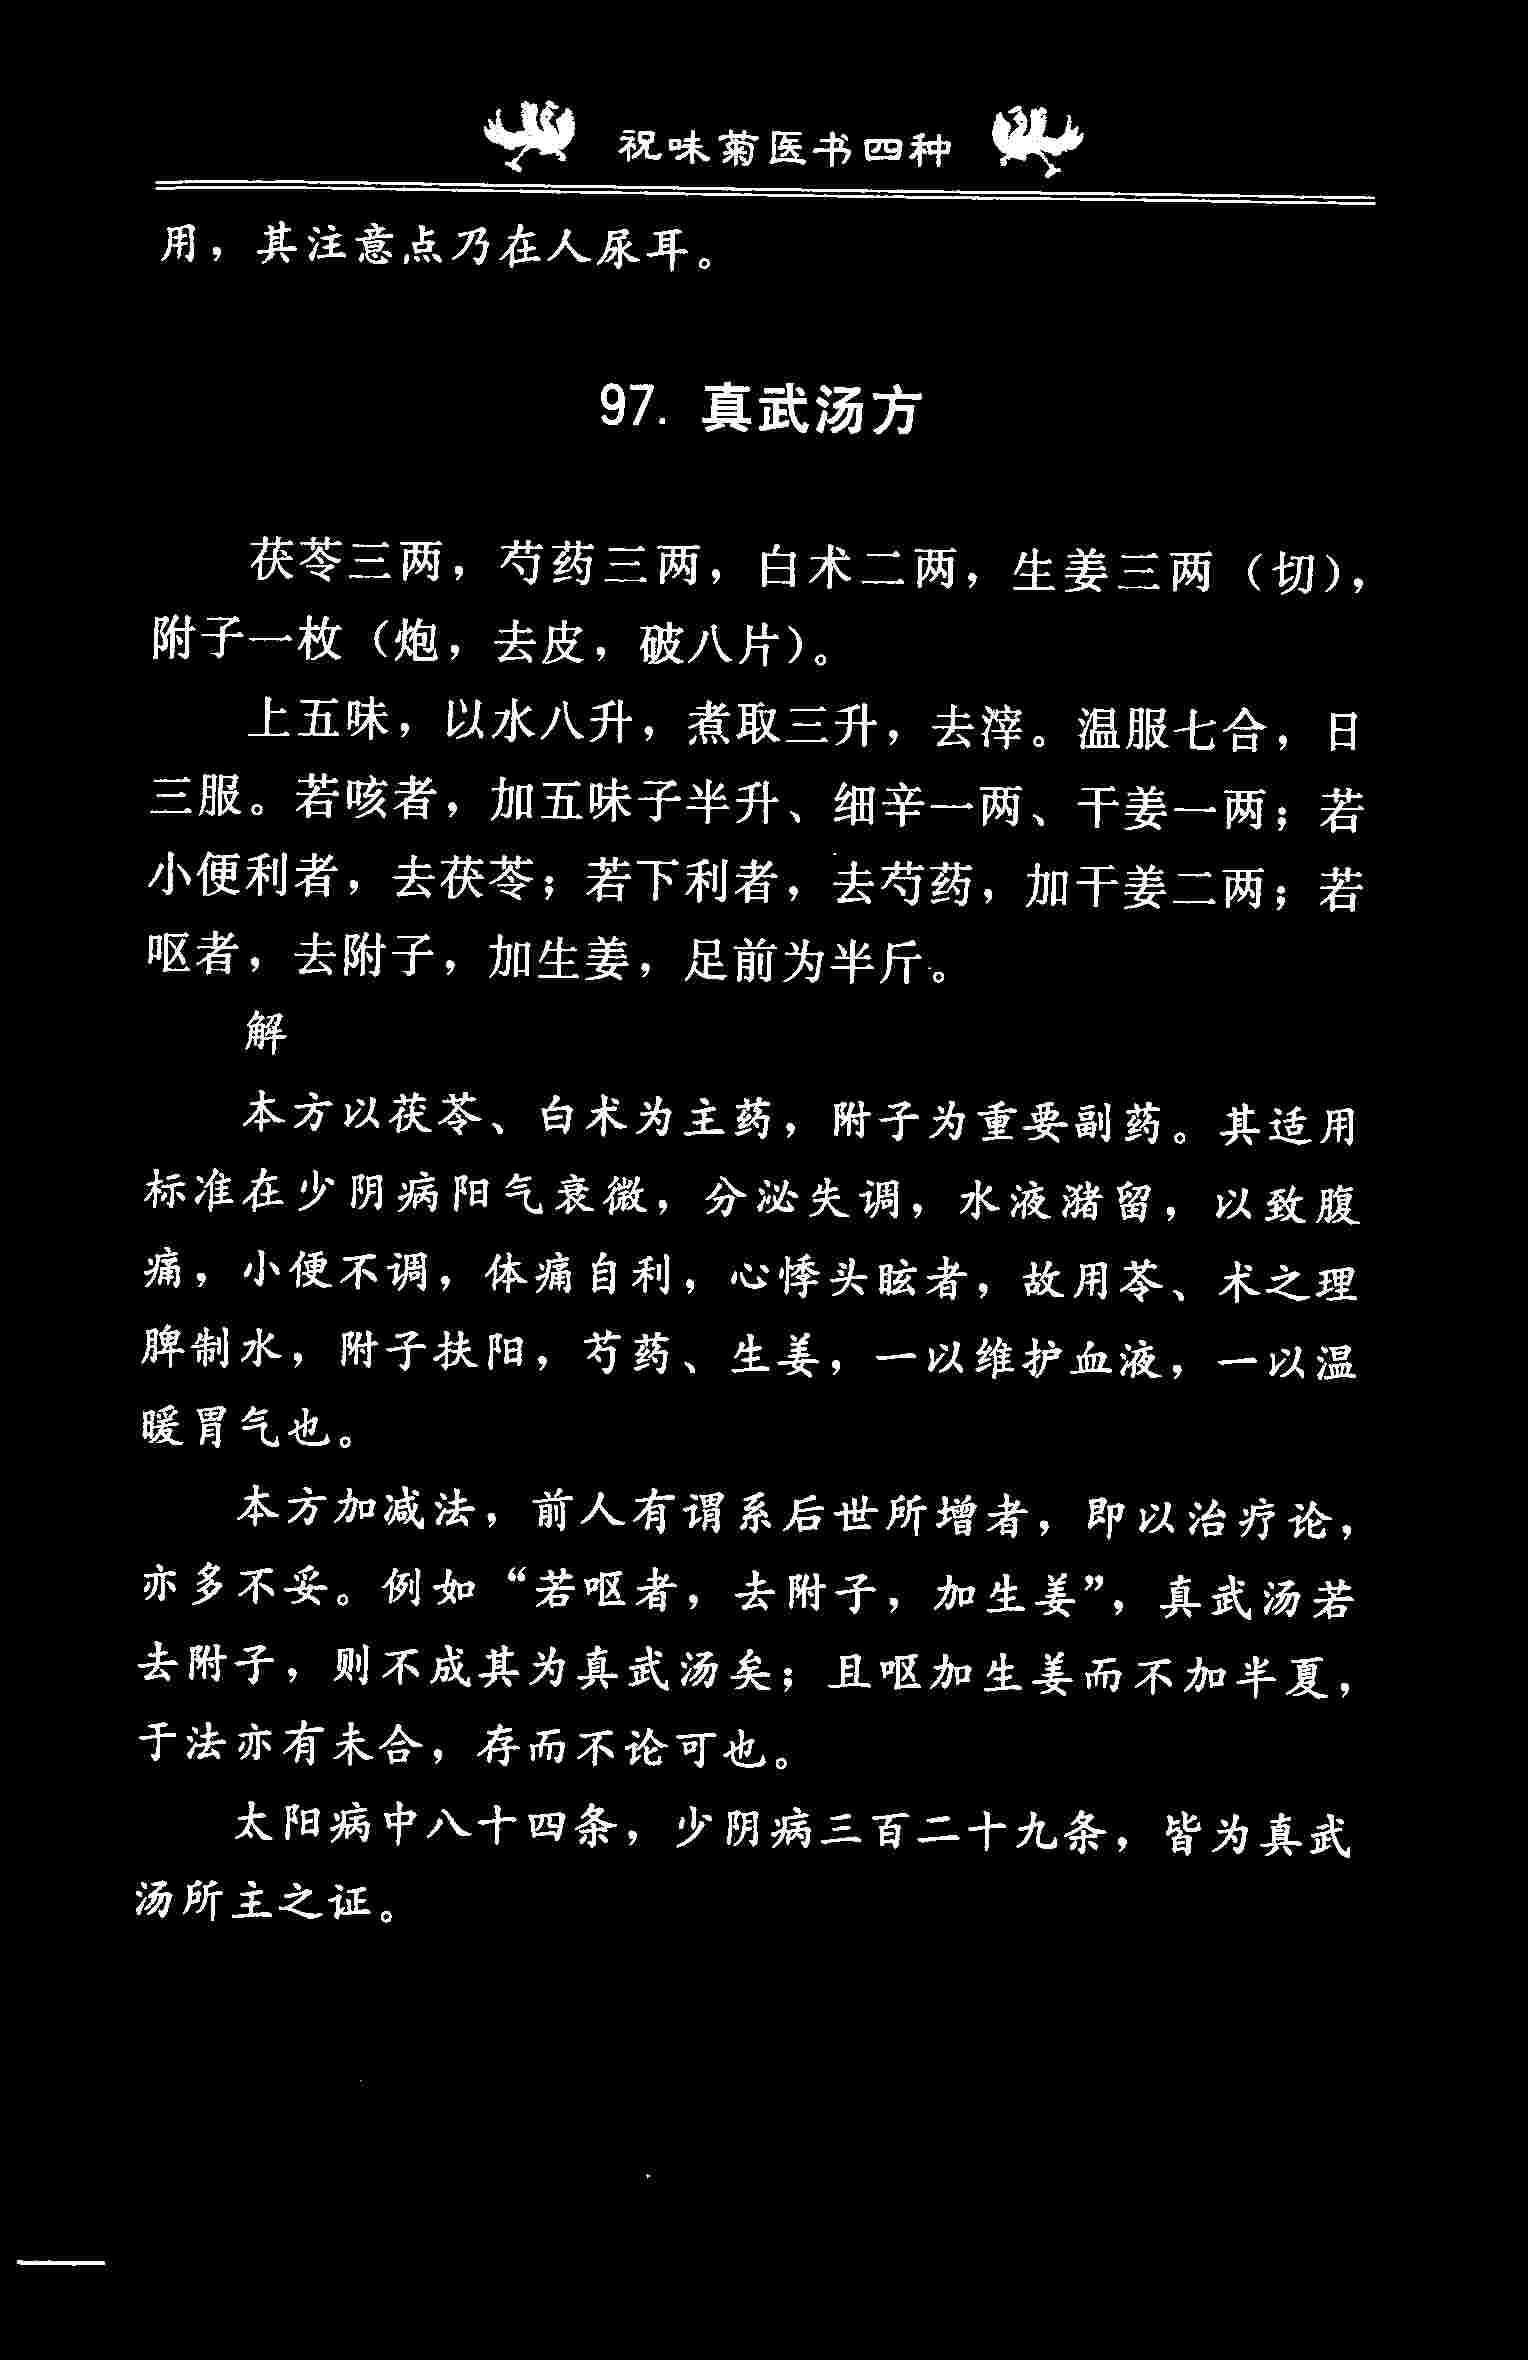 祝味菊医书四种
用，其注意点乃在人尿耳。
97. 真武汤方
茯苓三两，芍药三两，白术二两，生姜三两（切），
附子一枚（炮，去皮，破八片）。
上五味，以水八升，煮取三升，去滓。温服七合，日
三服。若咳者，加五味子半升、细辛一两、干姜一两；若
小便利者，去茯苓；若下利者，去芍药，加干姜二两；若
呕者，去附子，加生姜，足前为半斤。
解
本方以茯苓、白术为主药，附子为重要副药。其适用
标准在少阴病阳气衰微，分泌失调，水液潴留，以致腹
痛，小便不调，体痛自利，心悸头眩者，故用苓、术之理
脾制水，附子扶阳，芍药、生姜，一以维护血液，一以温
暖胃气也。
本方加减法，前人有谓系后世所增者，即以治疗论，
亦多不妥。例如“若呕者，去附子，加生姜”，真武汤若
去附子，则不成其为真武汤矣；且呕加生姜而不加半夏，
于法亦有未合，存而不论可也。
太阳病中八十四条，少阴病三百二十九条，皆为真武
汤所主之证。